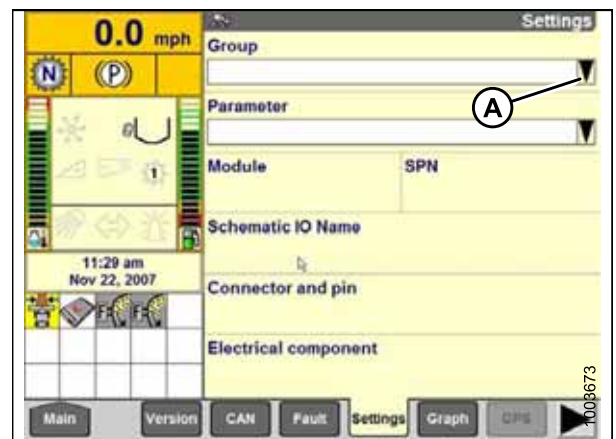 0.0 mph
N (P)
1
11:29 am
Nov 22, 2007
F F
Settings
Group
A
Parameter
Module SPN
Schematic IO Name
Connector and pin
Electrical component
1003673
Main Version CAN Fault Settings Graph GPS